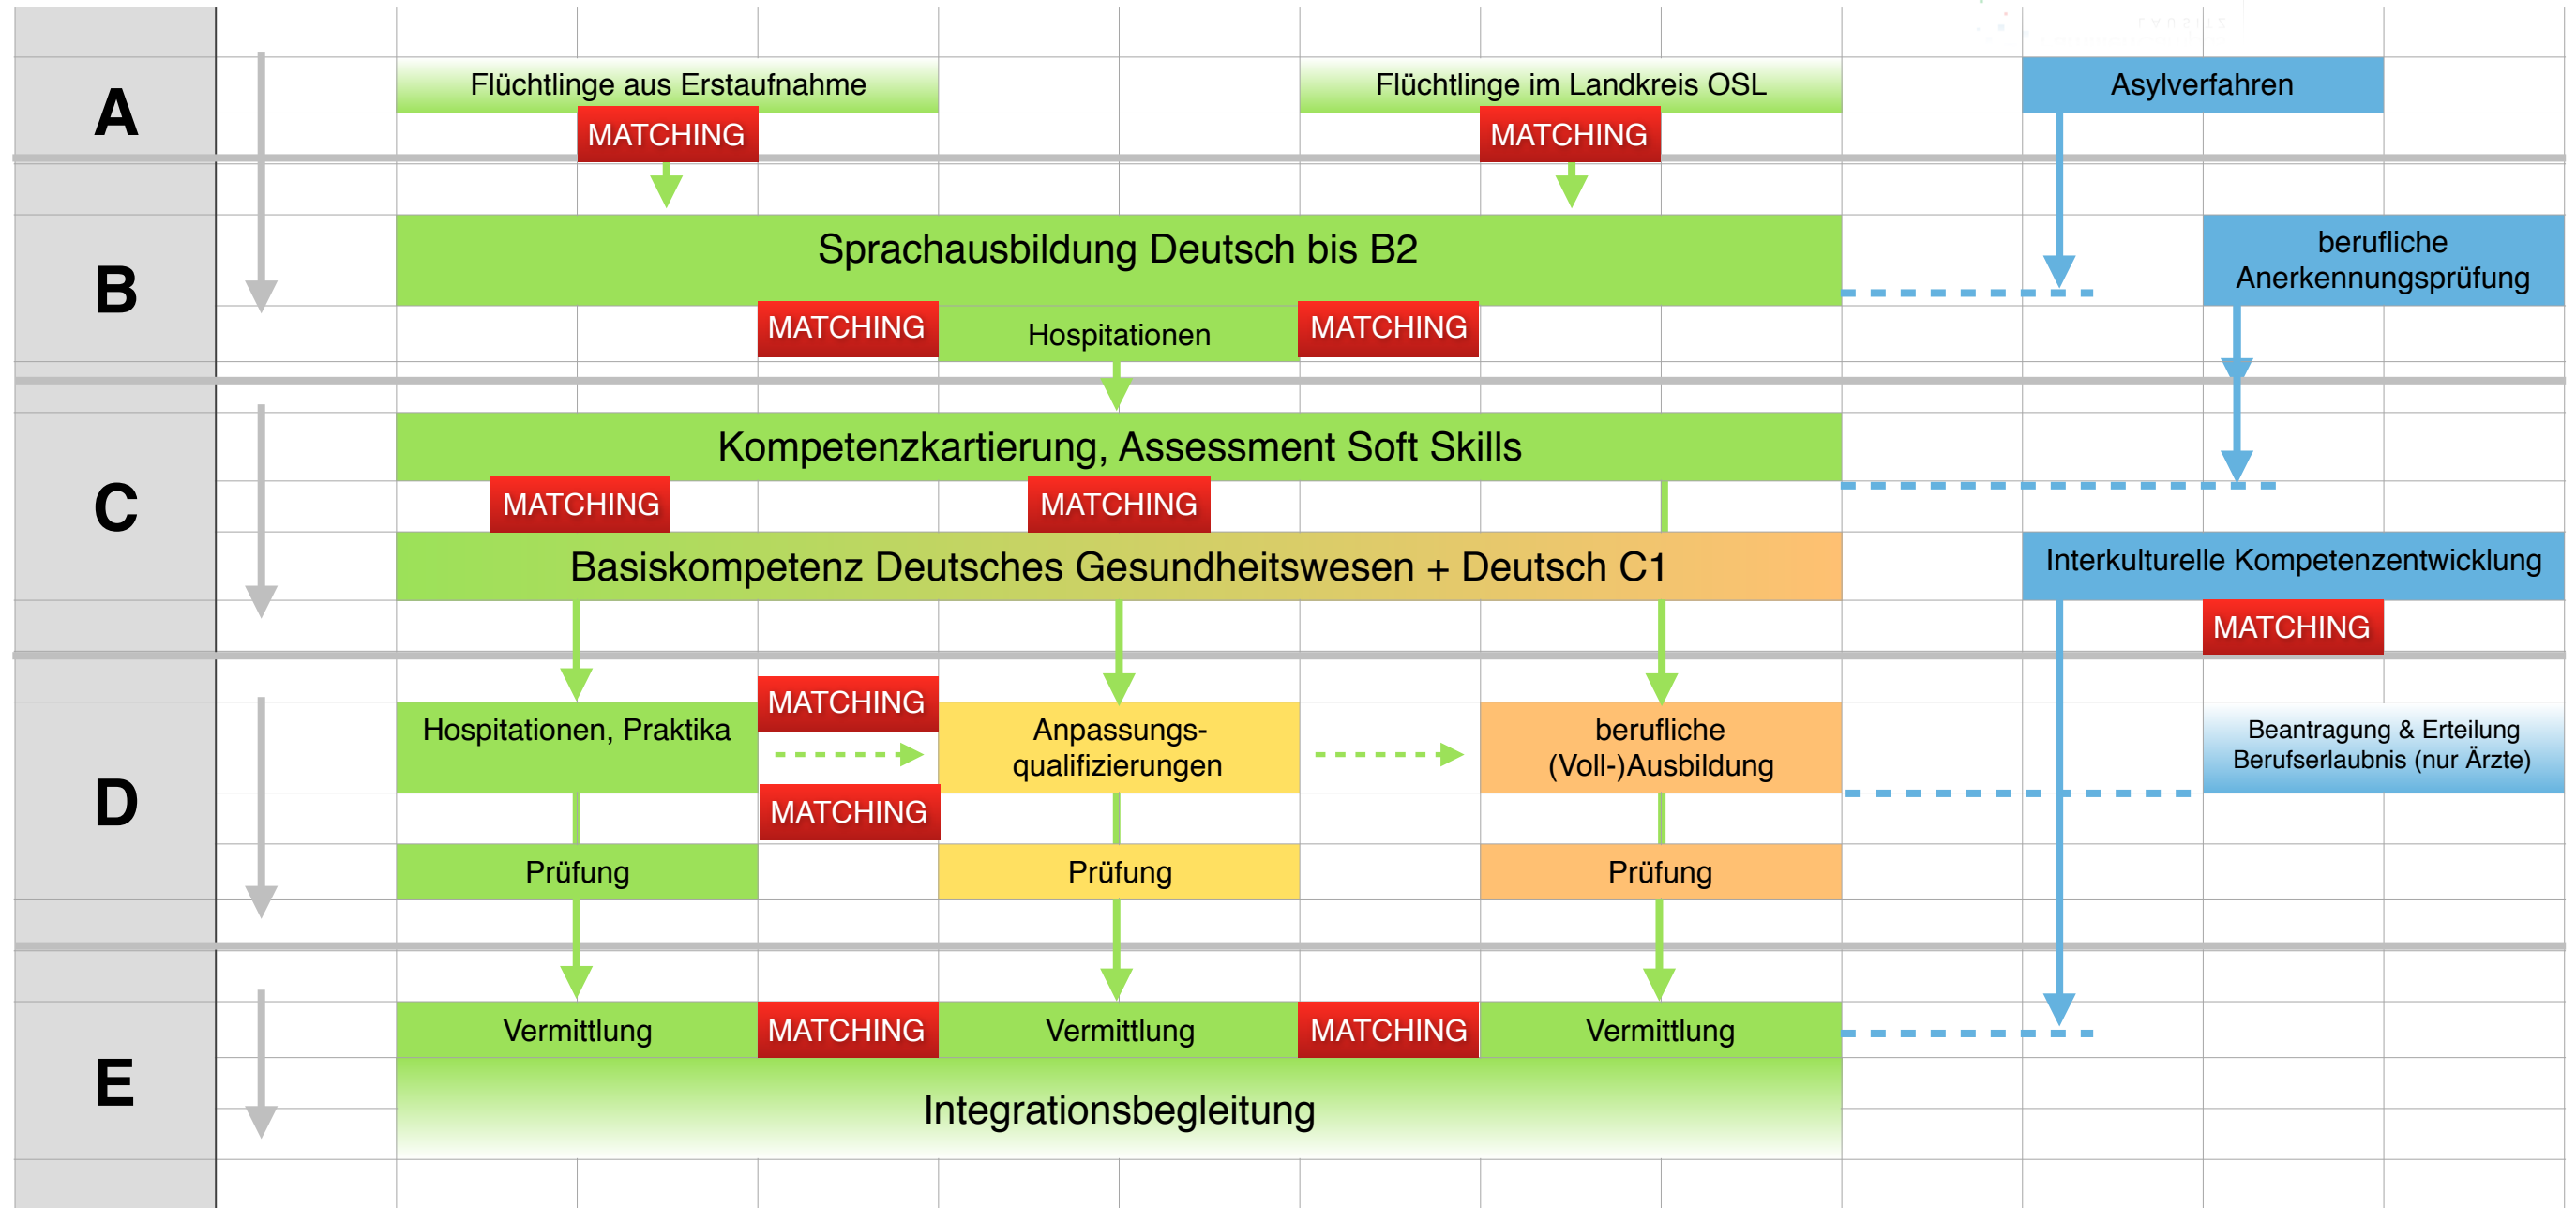 A
Flüchtlinge aus Erstaufnahme
Flüchtlinge im Landkreis OSL
Asylverfahren
MATCHING
MATCHING
B
Sprachausbildung Deutsch bis B2
berufliche
Anerkennungsprüfung
MATCHING
Hospitationen
MATCHING
C
Kompetenzkartierung, Assessment Soft Skills
MATCHING
MATCHING
Basiskompetenz Deutsches Gesundheitswesen + Deutsch C1
Interkulturelle Kompetenzentwicklung
MATCHING
D
Hospitationen, Praktika
MATCHING
MATCHING
Anpassungs-
qualifizierungen
berufliche
(Voll-)Ausbildung
Beantragung & Erteilung
Berufserlaubnis (nur Ärzte)
Prüfung
Prüfung
Prüfung
E
Vermittlung
MATCHING
Vermittlung
MATCHING
Vermittlung
Integrationsbegleitung